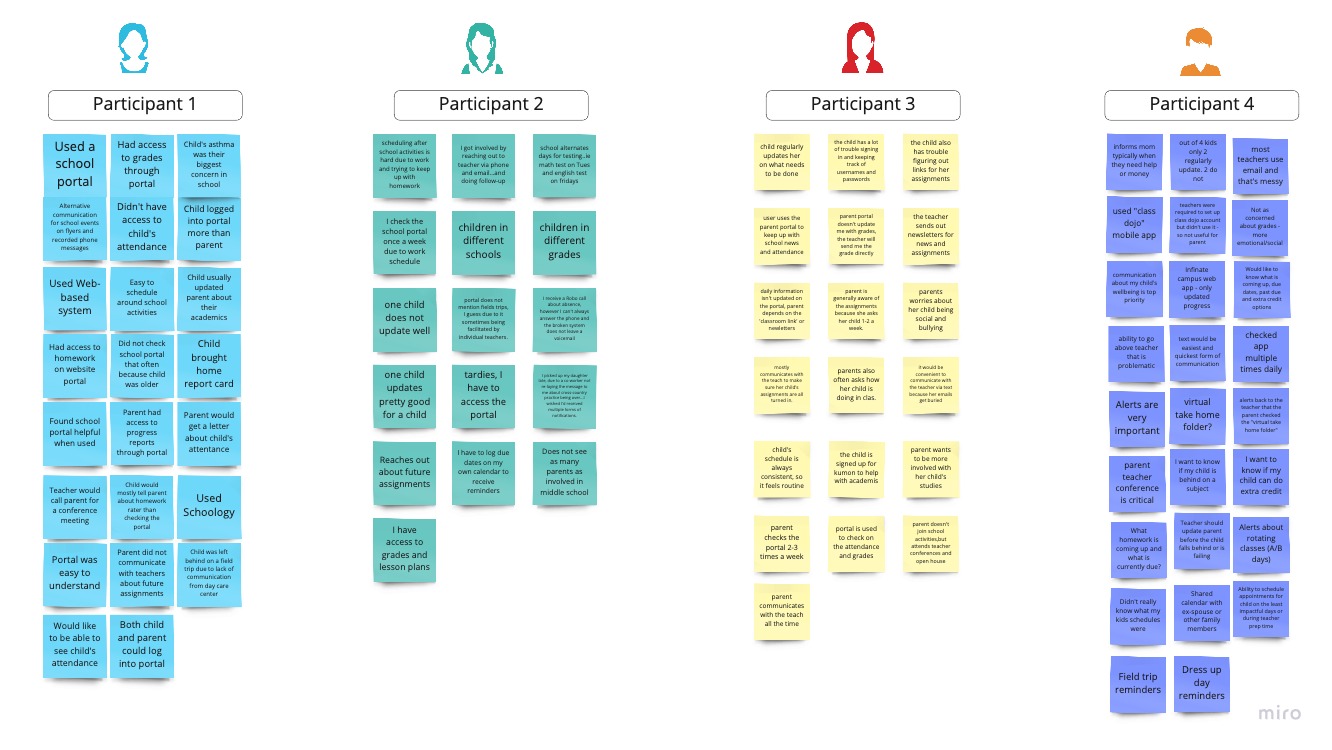 Participant 1
Used a
school
portal
Had access
to grades
through
portal
Child's asthma
was their
biggest
concern in
school
Alternative
communication
for school events
on flyers and
recorded phone
messages
Didn't have
access to
child's
attendance
Child logged
into portal
more than
parent
Used Web-
based
system
Easy to
schedule
around school
activities
Child usually
updated
parent about
their
academics
Had access to
homework
on website
portal
Did not check
school portal
that often
because child
was older
Child
brought
home
report card
Found school
portal helpful
when used
Parent had
access to
progress
reports
through portal
Parent would
get a letter
about child's
attentance
Teacher would
call parent for
a conference
meeting
Child would
mostly tell parent
about homework
rater than
checking the
portal
Used
Schoology
Portal was
easy to
understand
Parent did not
communicate
with teachers
about future
assignments
Child was left
behind on a field
trip due to lack of
communication
from day care
center
Would like
to be able to
see child's
attendance
Both child
and parent
could log
into portal
Participant 2
scheduling after
school activities is
hard due to work
and trying to keep
up with
homework
I got involved by
reaching out to
teacher via phone
and email...and
doing follow-up
school alternates
days for testing..ie
math test on Tues
and english test
on fridays
I check the
school portal
once a week
due to work
schedule
children in
different
schools
children in
different
grades
one child
does not
update well
portal does not
mention fields trips,
I guess due to it
sometimes being
facilitated by
individual teachers.
I receive a Robo call
about absence,
however I can't always
answer the phone and
the broken system
does not leave a
voicemail
one child
updates
pretty good
for a child
tardies, I
have to
access the
portal
I picked up my daughter
late, due to a co-worker not
re-laying the message to
me about cross country
practice being over...I
wished I'd received
multiple forms of
notifications.
Reaches out
about future
assignments
I have to log due
dates on my
own calendar to
receive
reminders
Does not see
as many
parents as
involved in
middle school
I have
access to
grades and
lesson plans
Participant 3
child regularly
updates her
on what needs
to be done
the child has a lot
of trouble signing
in and keeping
track of
usernames and
passwords
the child also
has trouble
figuring out
links for her
assignments
user uses the
parent portal to
keep up with
school news
and attendance
parent portal
doesn't update
me with grades,
the teacher will
send me the
grade directly
the teacher
sends out
newsletters for
news and
assignments
daily information
isn't updated on
the portal, parent
depends on the
'classroom link' or
newletters
parent is
generally aware of
the assignments
because she asks
her child 1-2 a
week.
parents
worries about
her child being
social and
bullying
mostly
communicates with
the teach to make
sure her child's
assignments are all
turned in.
parents also
often asks how
her child is
doing in clas.
it would be
convenient to
communicate with
the teacher via text
because her emails
get buried
child's
schedule is
always
consistent, so
it feels routine
the child is
signed up for
kumon to help
with academis
parent wants
to be more
involved with
her child's
studies
parent
checks the
portal 2-3
times a week
portal is used
to check on
the attendance
and grades
parent doesn't
join school
activities,but
attends teacher
conferences and
open house
parent
communicates
with the teach
all the time
Participant 4
informs mom
typically when
they need help
or money
out of 4 kids
only 2
regularly
update. 2 do
not
most
teachers use
email and
that's messy
used "class
dojo"
mobile app
teachers were
required to set up
class dojo account
but didn't use it -
so not useful for
parent
Not as
concerned
about grades -
more
emotional/social
communication
about my child's
wellbeing is top
priority
Infinate
campus web
app - only
updated
progress
Would like to
know what is
coming up, due
dates, past due
and extra credit
options
ability to go
above teacher
that is
problematic
text would be
easiest and
quickest form of
communication
checked
app
multiple
times daily
Alerts are
very
important
virtual
take home
folder?
alerts back to the
teacher that the
parent checked
the "virtual take
home folder"
parent
teacher
conference
is critical
I want to know
if my child is
behind on a
subject
I want to
know if my
child can do
extra credit
What
homework is
coming up and
what is
currently due?
Teacher should
update parent
before the child
falls behind or is
failing
Alerts about
rotating
classes (A/B
days)
Didn't really
know what my
kids schedules
were
Shared
calendar with
ex-spouse or
other family
members
Ability to schedule
appointments for
child on the least
impactful days or
during teacher
prep time
Field trip
reminders
Dress up
day
reminders
miro